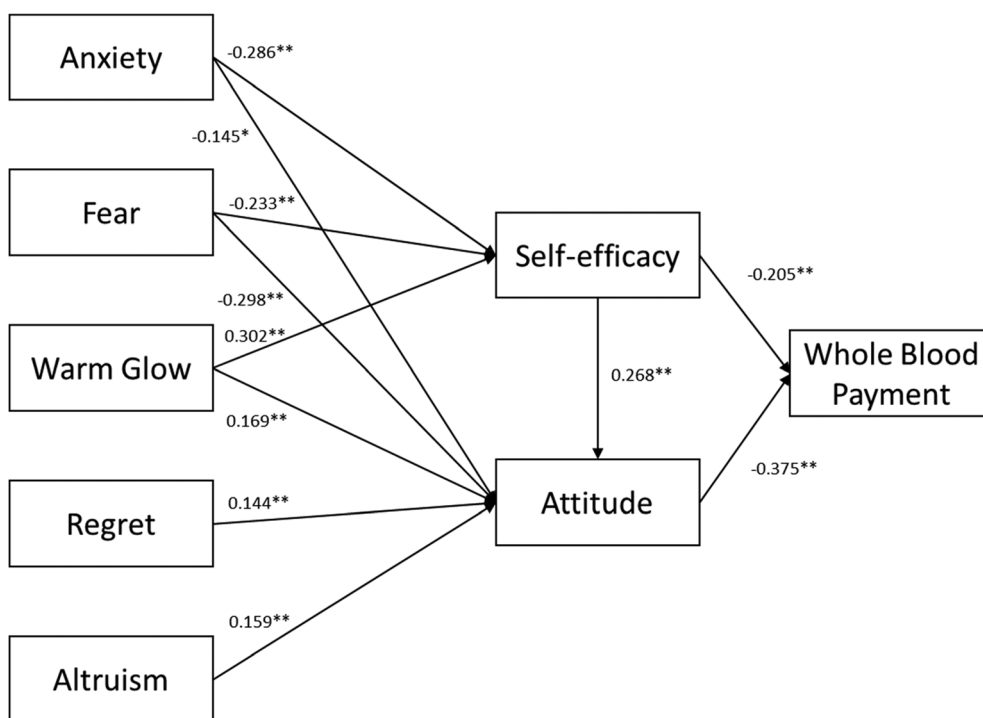 Anxiety
-0.286**
-0.145*
Fear
-0.233**
-0.298**
Warm Glow
0.302**
0.169**
Regret
0.144**
Altruism
0.159**
Self-efficacy
0.268**
Attitude
-0.205**
-0.375**
Whole Blood
Payment